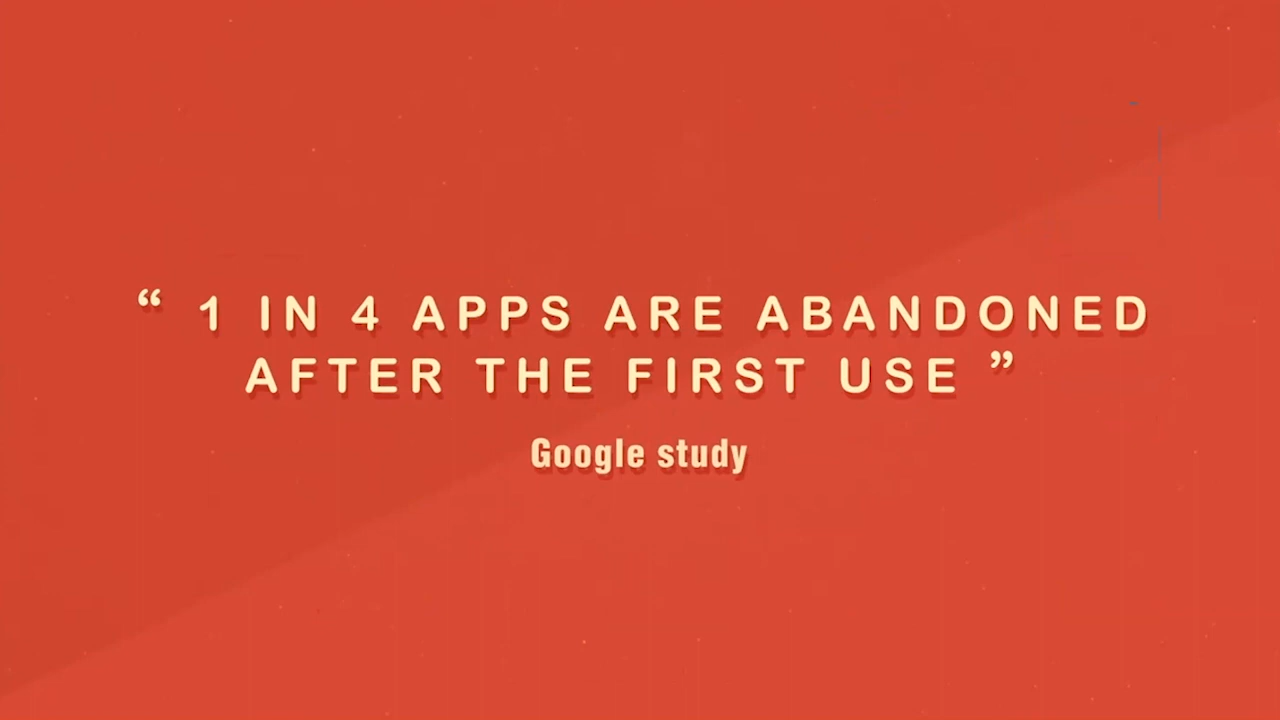 “ 1 IN 4 APPS ARE ABANDONED
AFTER THE FIRST USE ”
Google study